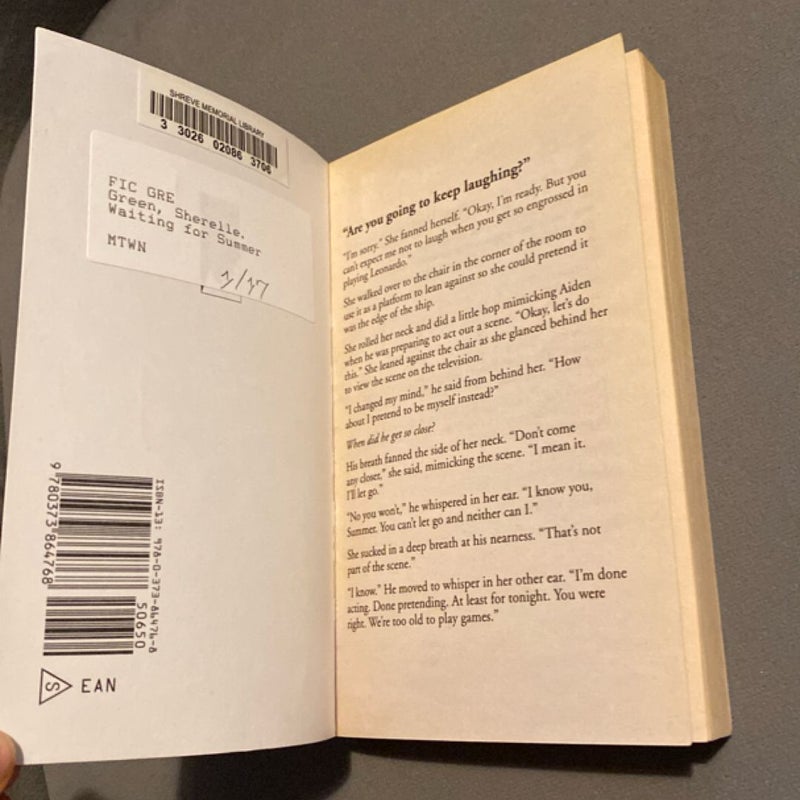 SHREVE MEMORIAL LIBRARY
3 3026 02086 3706
FIC GRE
Green, Sherelle.
Waiting for Summer
MTWN
1/17
9 780373 864768
50650
ISBN-13: 978-0-373-86476-8
S
EAN
"Are you going to keep laughing?"
"I'm sorry." She fanned herself. "Okay, I'm ready. But you
can't expect me not to laugh when you get so engrossed in
playing Leonardo."
She walked over to the chair in the corner of the room to
use it as a platform to lean against so she could pretend it
was the edge of the ship.
She rolled her neck and did a little hop mimicking Aiden
when he was preparing to act out a scene. "Okay, let's do
this." She leaned against the chair as she glanced behind her
to view the scene on the television.
"I changed my mind," he said from behind her. "How
about I pretend to be myself instead?"
When did he get so close?
His breath fanned the side of her neck. "Don't come
any closer," she said, mimicking the scene. "I mean it.
I'll let go."
"No you won't," he whispered in her ear. "I know you,
Summer. You can't let go and neither can I."
She sucked in a deep breath at his nearness. "That's not
part of the scene."
"I know." He moved to whisper in her other ear. "I'm done
acting. Done pretending. At least for tonight. You were
right. We're too old to play games."